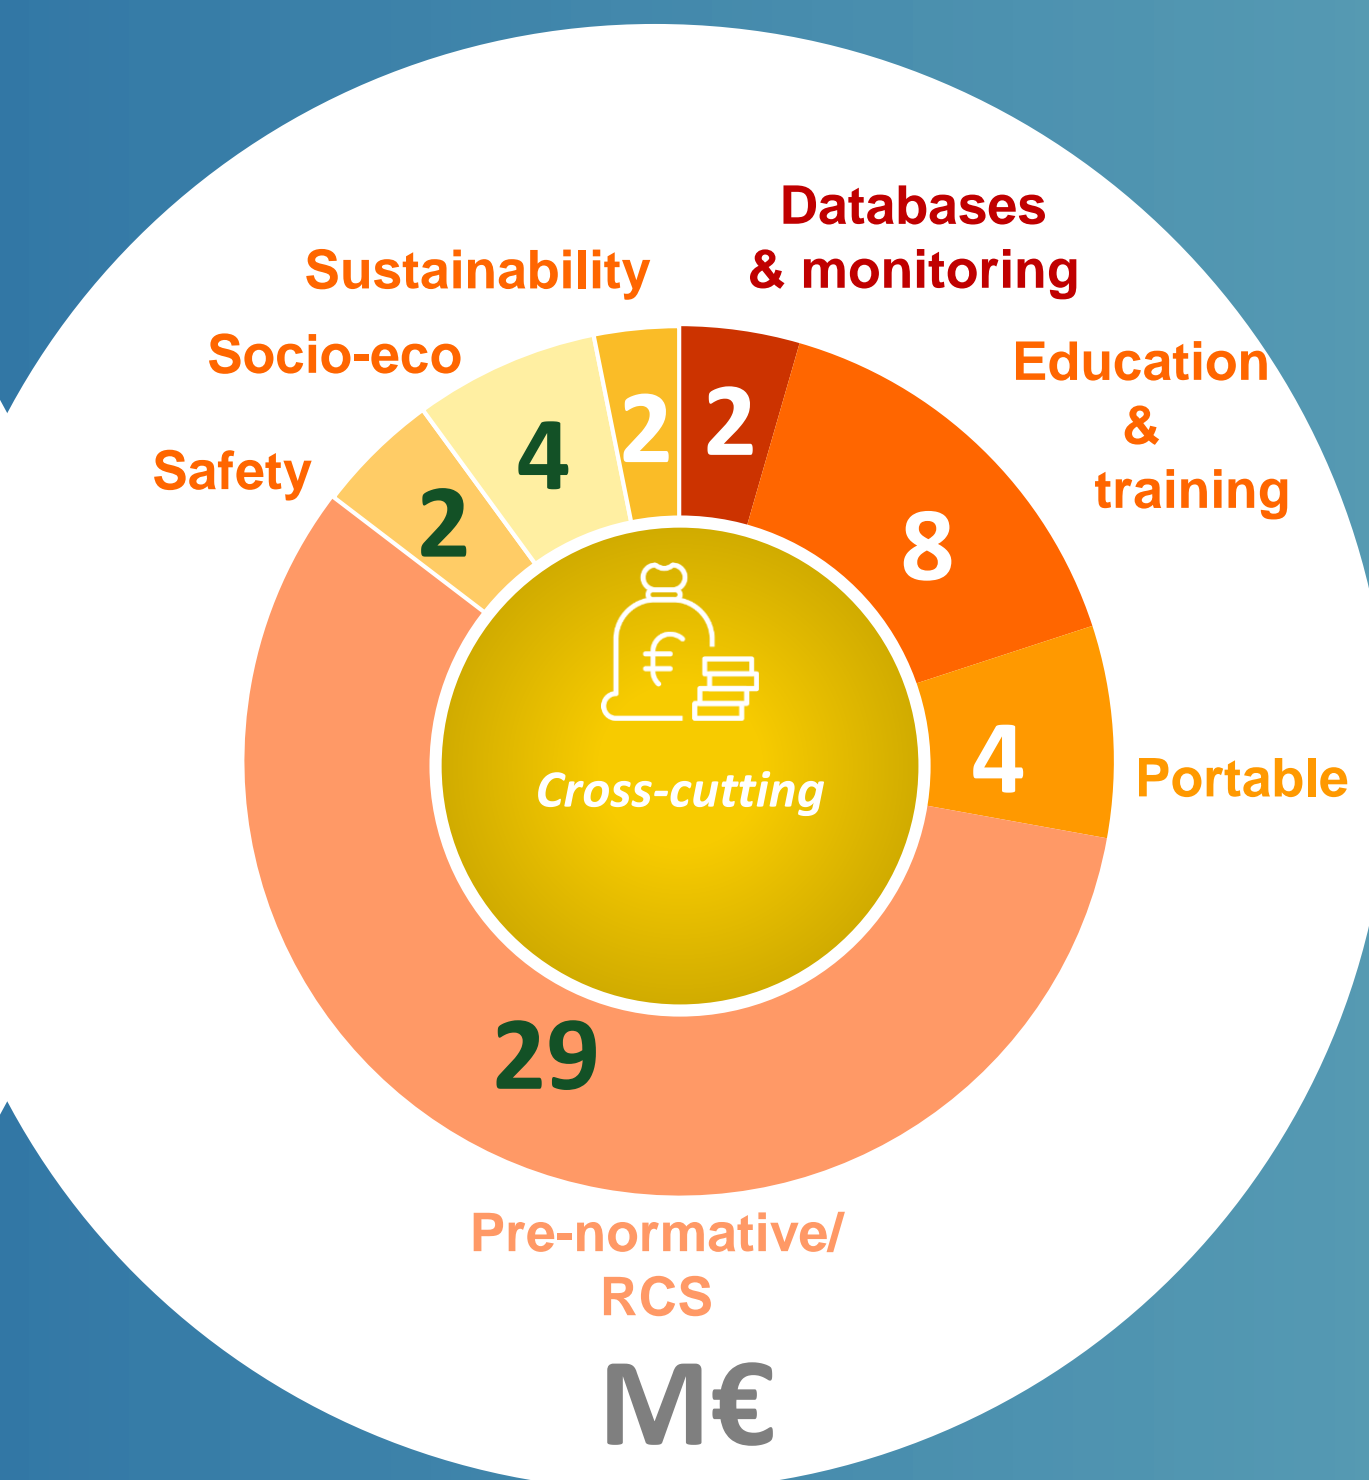 Databases
& monitoring
Sustainability
Socio-eco
Safety
Education
&
training
2
2
4
2
8
4
Portable
€
Cross-cutting
29
Pre-normative/
RCS
M€